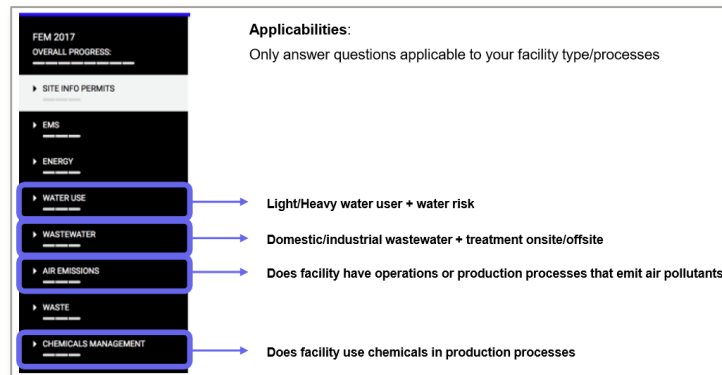 FEM 2017
OVERALL PROGRESS:
SITE INFO PERMITS
EMS
ENERGY
WATER USE
WASTEWATER
AIR EMISSIONS
WASTE
CHEMICALS MANAGEMENT
Applicabilities:
Only answer questions applicable to your facility type/processes
Light/Heavy water user + water risk
Domestic/industrial wastewater + treatment onsite/offsite
Does facility have operations or production processes that emit air pollutants
Does facility use chemicals in production processes